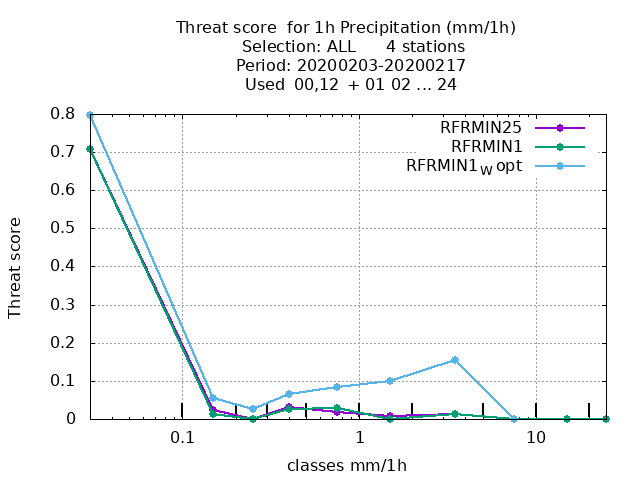 Threat score  for 1h Precipitation (mm/1h)
Selection: ALL      4 stations
Period: 20200203-20200217
Used  00,12  + 01 02 ... 24
RFRMIN25
RFRMIN1
RFRMIN1W opt
0.8
0.7
0.6
0.5
0.4
0.3
0.2
0.1
0
Threat score
0.1 1 10
classes mm/1h